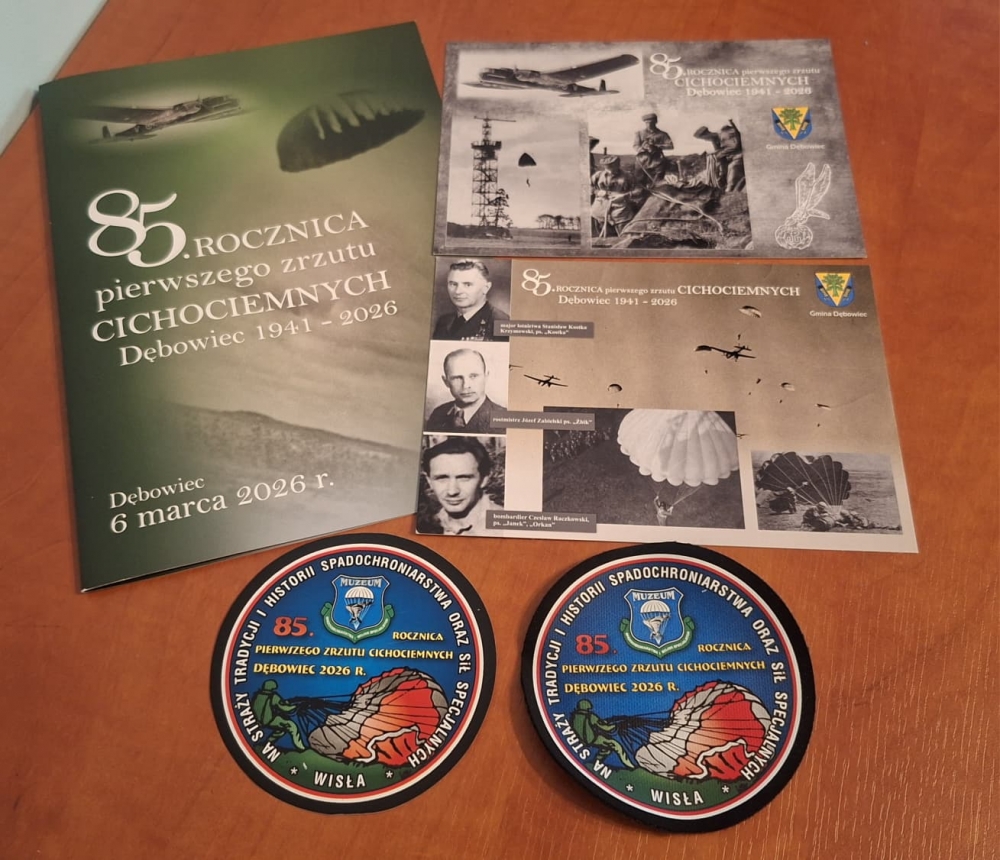 85. ROCZNICA
pierwszego zrzutu
CICHOCIEMNYCH
Dębowiec 1941 - 2026
Dębowiec
6 marca 2026 r.
85. ROCZNICA pierwszego zrzutu
CICHOCIEMNYCH
Dębowiec 1941 - 2026
Gmina Dębowiec
85. ROCZNICA pierwszego zrzutu CICHOCIEMNYCH
Dębowiec 1941 - 2026
Gmina Dębowiec
major lotnictwa Stanisław Kostka
Krzymowski, ps. „Kostka”
rotmistrz Józef Zabielski ps. „Żbik”
bombardier Czesław Raczkowski,
ps. „Janek”, „Orkan”
NA STRAŻY TRADYCJI I HISTORII SPADOCHRONIARSTWA ORAZ SIŁ SPECJALNYCH
MUZEUM
85. ROCZNICA
PIERWSZEGO ZRZUTU CICHOCIEMNYCH
DĘBOWIEC 2026 R.
* WISŁA *
NA STRAŻY TRADYCJI I HISTORII SPADOCHRONIARSTWA ORAZ SIŁ SPECJALNYCH
MUZEUM
85. ROCZNICA
PIERWSZEGO ZRZUTU CICHOCIEMNYCH
DĘBOWIEC 2026 R.
* WISŁA *